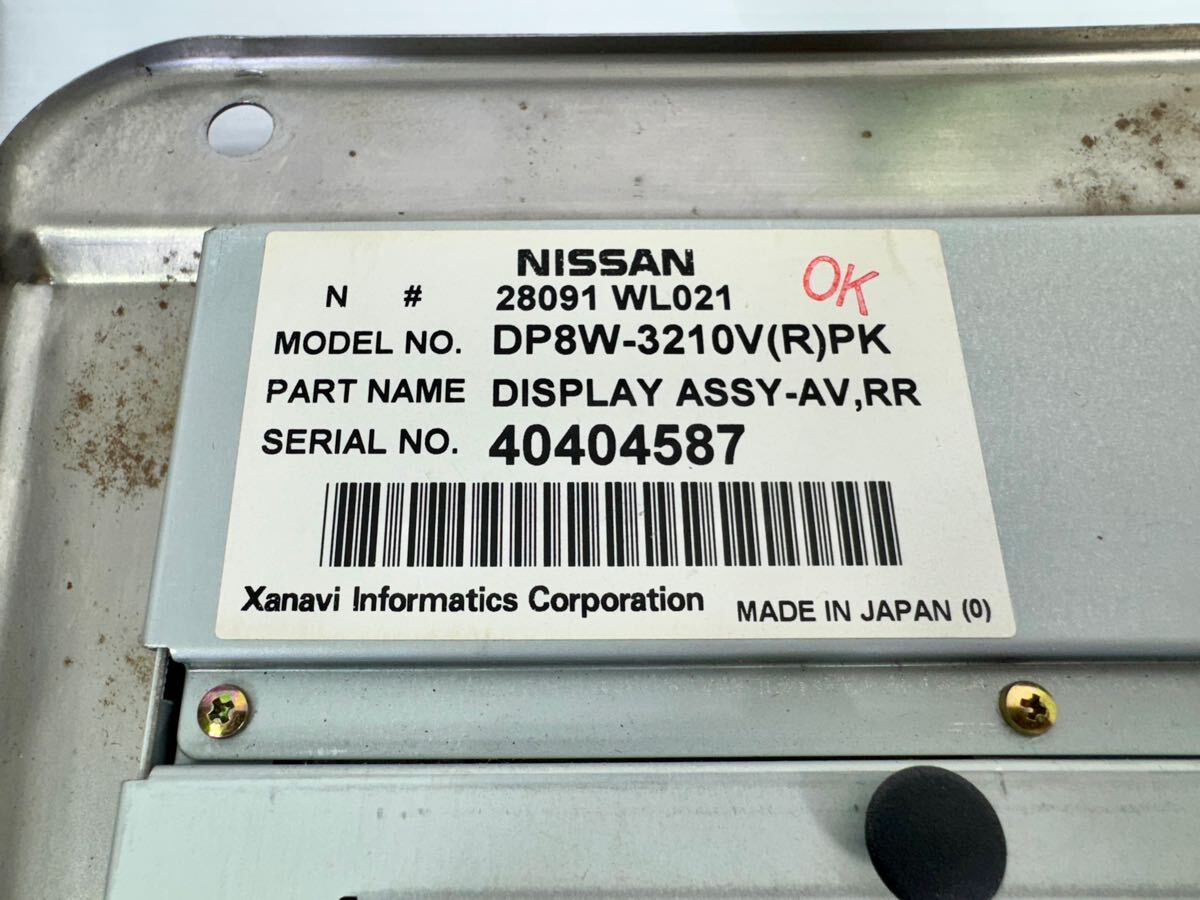 NISSAN
N # 28091 WL021
OK
MODEL NO. DP8W-3210V(R)PK
PART NAME DISPLAY ASSY-AV,RR
SERIAL NO. 40404587
Xanavi Informatics Corporation
MADE IN JAPAN (0)